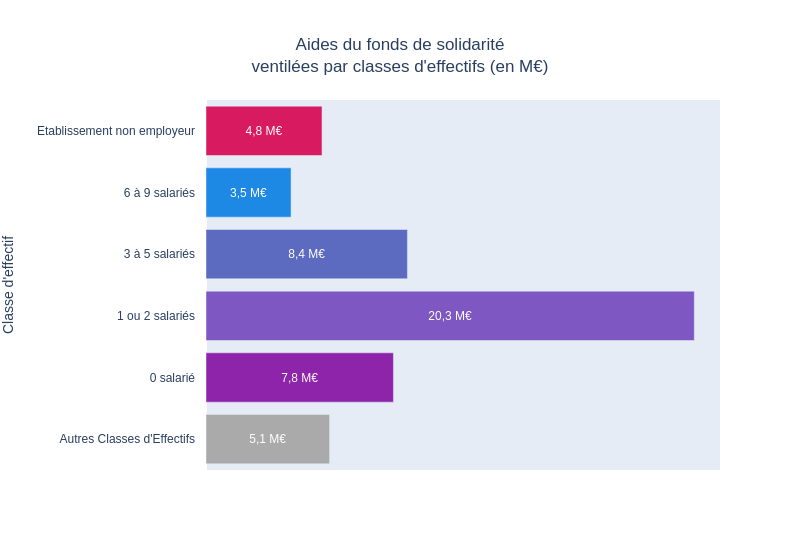 Aides du fonds de solidarité
ventilées par classes d'effectifs (en M€)
Classe d'effectif
Etablissement non employeur
4,8 M€
6 à 9 salariés
3,5 M€
3 à 5 salariés
8,4 M€
1 ou 2 salariés
20,3 M€
0 salarié
7,8 M€
Autres Classes d'Effectifs
5,1 M€